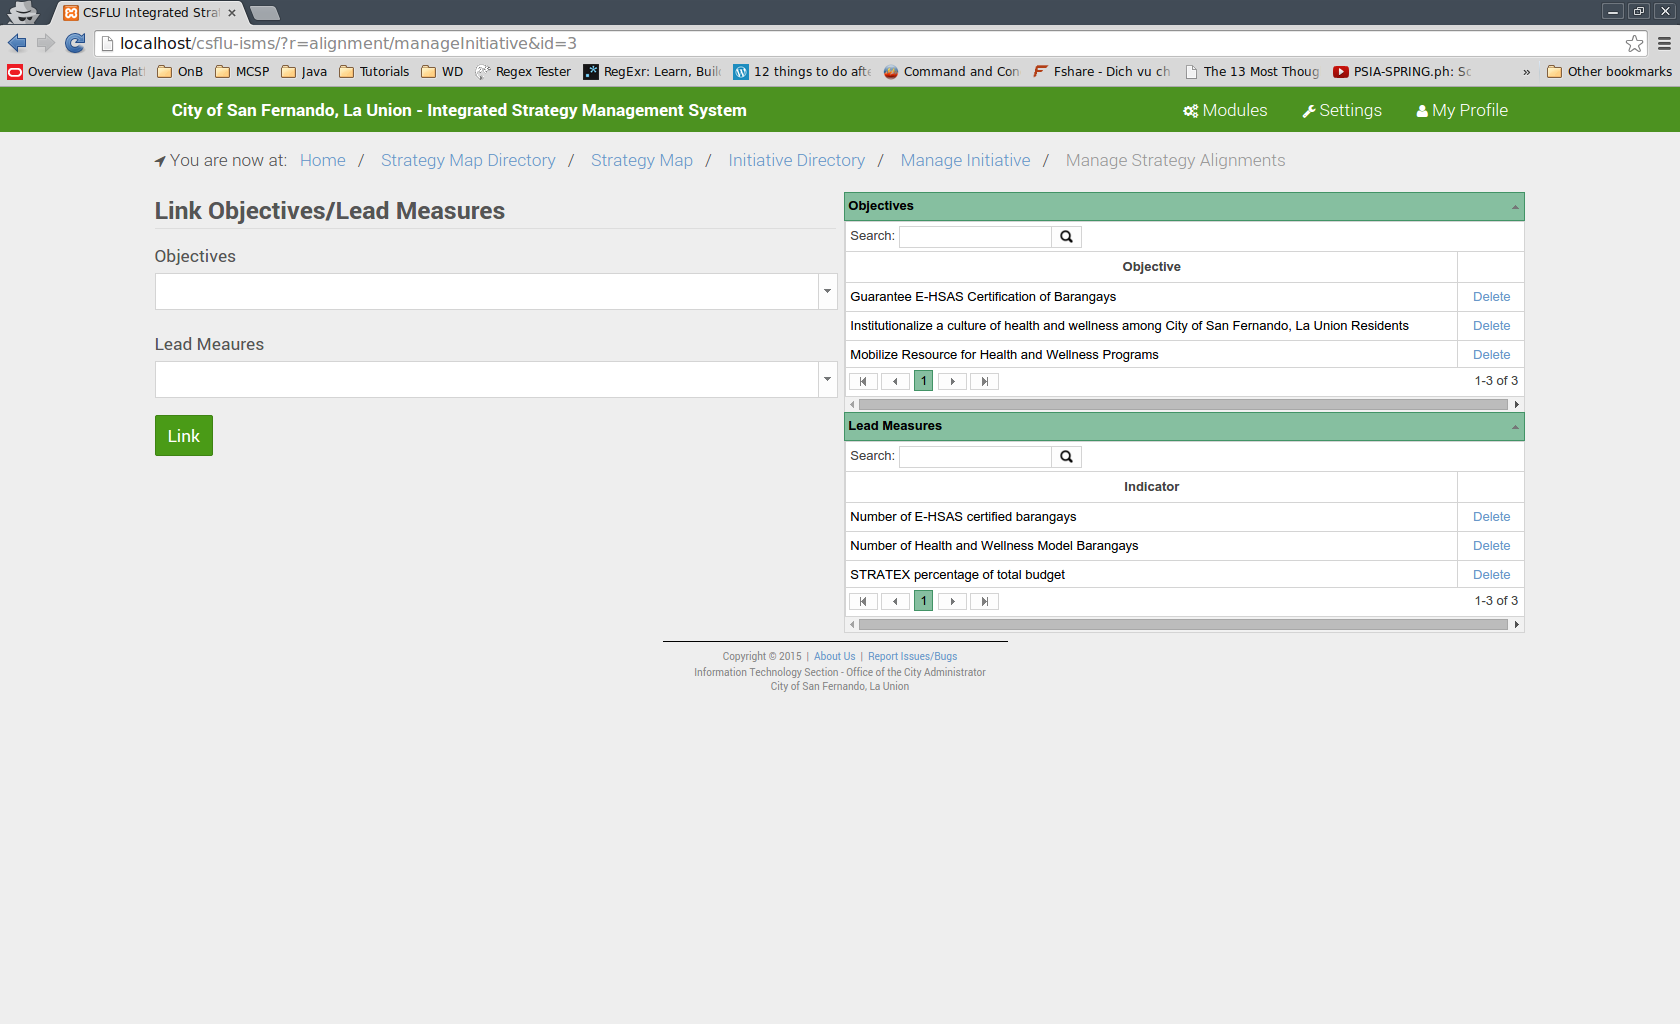 CSFLU Integrated Stra
localhost/csflu-isms/?r=alignment/manageInitiative&id=3
Overview (Java Plat OnB MCSP Java Tutorials WD Regex Tester RegExr: Learn, Buil 12 things to do afte Command and Con Fshare - Dich vu ch The 13 Most Thoug PSIA-SPRING.ph: Sc » Other bookmarks
City of San Fernando, La Union - Integrated Strategy Management System Modules Settings My Profile
You are now at: Home / Strategy Map Directory / Strategy Map / Initiative Directory / Manage Initiative / Manage Strategy Alignments
Link Objectives/Lead Measures
Objectives
Lead Meaures
Link
Objectives
Search:
Objective
Guarantee E-HSAS Certification of Barangays Delete
Institutionalize a culture of health and wellness among City of San Fernando, La Union Residents Delete
Mobilize Resource for Health and Wellness Programs Delete
1 1-3 of 3
Lead Measures
Search:
Indicator
Number of E-HSAS certified barangays Delete
Number of Health and Wellness Model Barangays Delete
STRATEX percentage of total budget Delete
1 1-3 of 3
Copyright © 2015 | About Us | Report Issues/Bugs
Information Technology Section - Office of the City Administrator
City of San Fernando, La Union